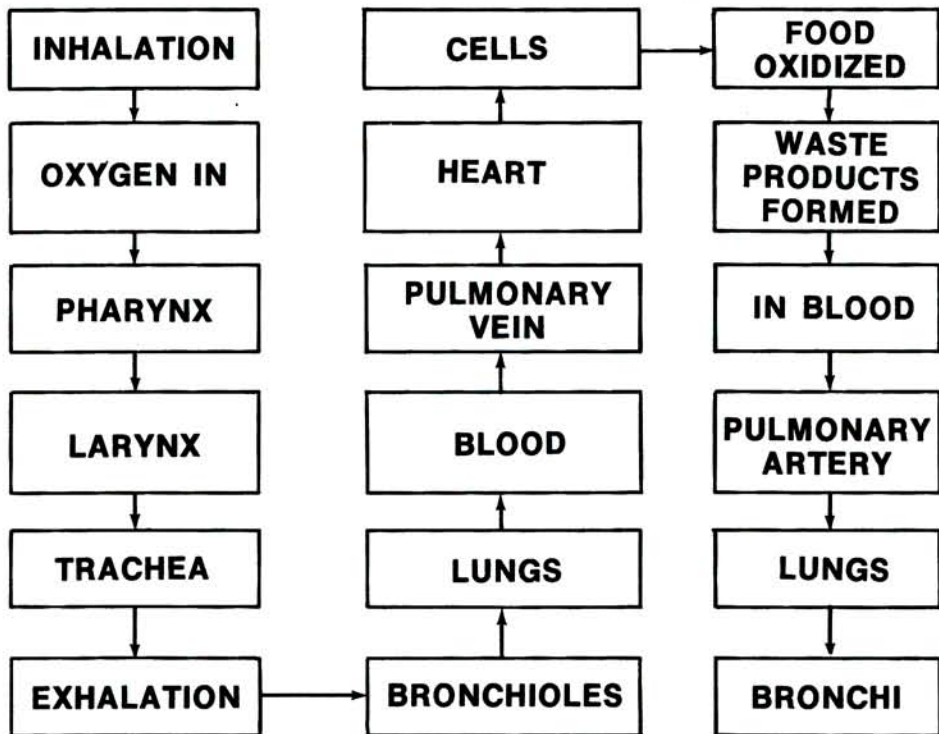 INHALATION
OXYGEN IN
PHARYNX
LARYNX
TRACHEA
EXHALATION
BRONCHIOLES
LUNGS
BLOOD
PULMONARY
VEIN
HEART
CELLS
FOOD
OXIDIZED
WASTE
PRODUCTS
FORMED
IN BLOOD
PULMONARY
ARTERY
LUNGS
BRONCHI